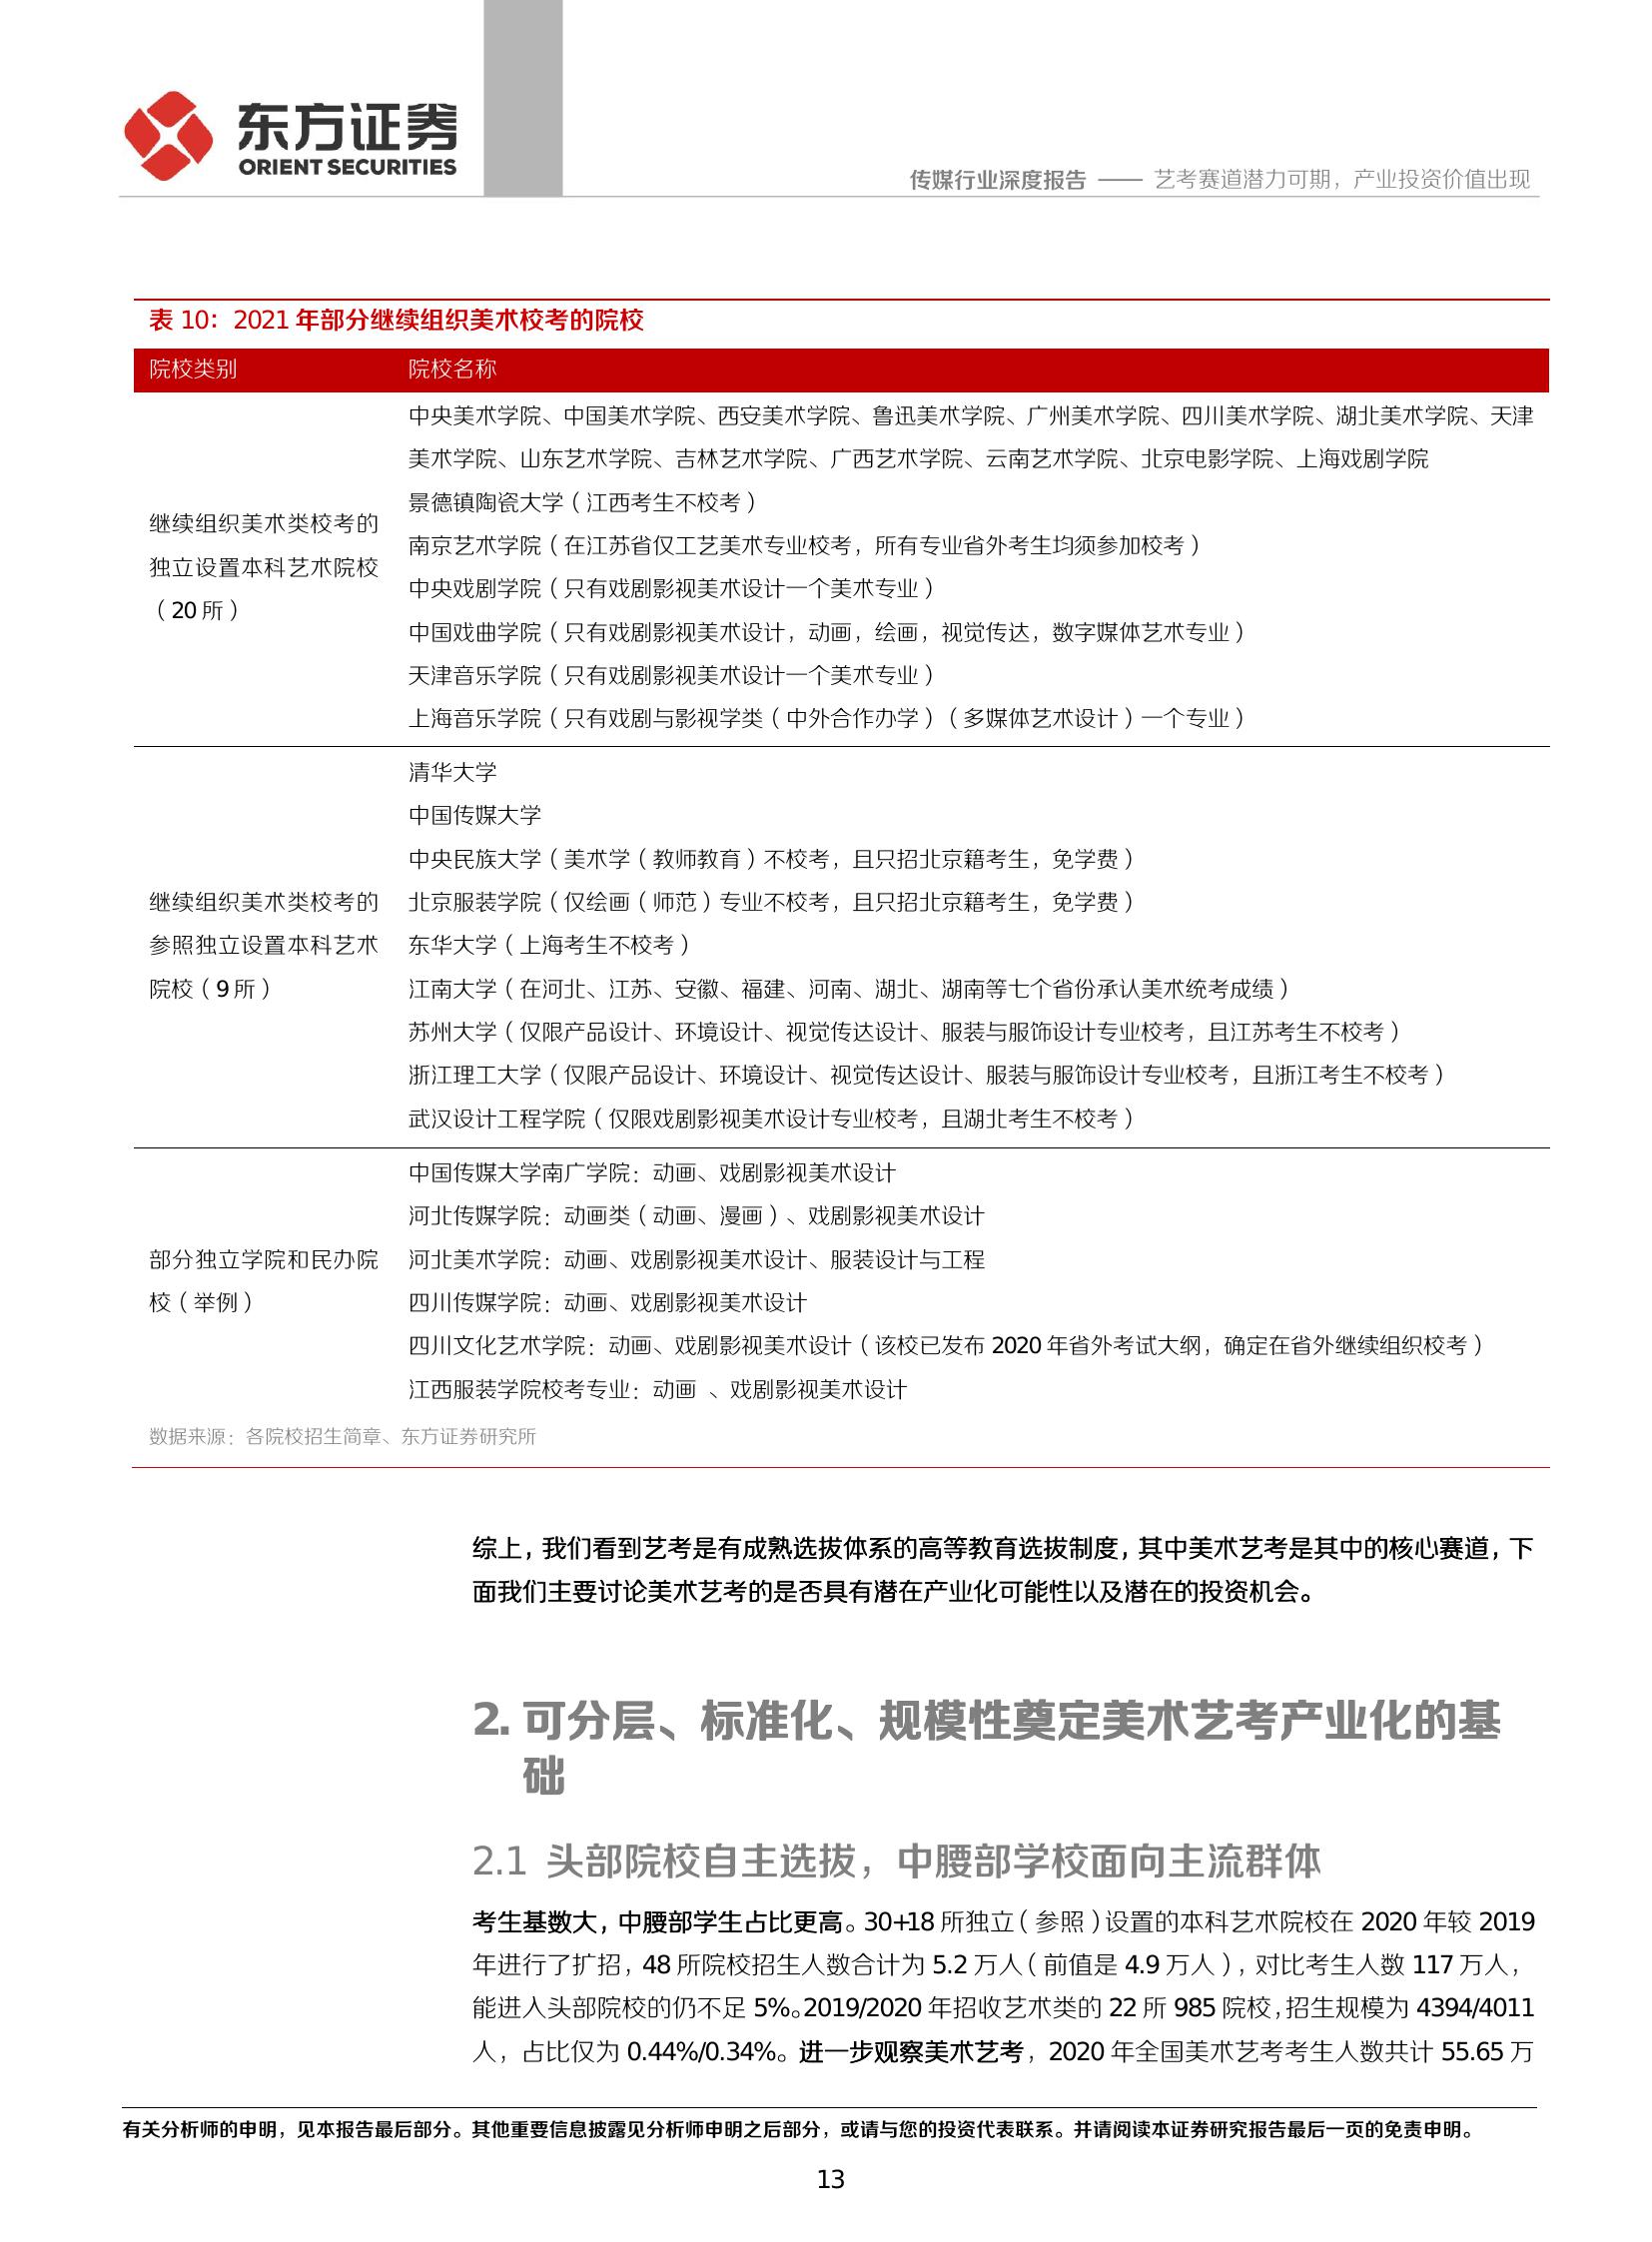 东方证券
ORIENT SECURITIES
传媒行业深度报告 —— 艺考赛道潜力可期，产业投资价值出现
表 10：2021 年部分继续组织美术校考的院校
院校类别 院校名称
继续组织美术类校考的
独立设置本科艺术院校
（20 所）
中央美术学院、中国美术学院、西安美术学院、鲁迅美术学院、广州美术学院、四川美术学院、湖北美术学院、天津
美术学院、山东艺术学院、吉林艺术学院、广西艺术学院、云南艺术学院、北京电影学院、上海戏剧学院
景德镇陶瓷大学（江西考生不校考）
南京艺术学院（在江苏省仅工艺美术专业校考，所有专业省外考生均须参加校考）
中央戏剧学院（只有戏剧影视美术设计一个美术专业）
中国戏曲学院（只有戏剧影视美术设计，动画，绘画，视觉传达，数字媒体艺术专业）
天津音乐学院（只有戏剧影视美术设计一个美术专业）
上海音乐学院（只有戏剧与影视学类（中外合作办学）（多媒体艺术设计）一个专业）
继续组织美术类校考的
参照独立设置本科艺术
院校（9 所）
清华大学
中国传媒大学
中央民族大学（美术学（教师教育）不校考，且只招北京籍考生，免学费）
北京服装学院（仅绘画（师范）专业不校考，且只招北京籍考生，免学费）
东华大学（上海考生不校考）
江南大学（在河北、江苏、安徽、福建、河南、湖北、湖南等七个省份承认美术统考成绩）
苏州大学（仅限产品设计、环境设计、视觉传达设计、服装与服饰设计专业校考，且江苏考生不校考）
浙江理工大学（仅限产品设计、环境设计、视觉传达设计、服装与服饰设计专业校考，且浙江考生不校考）
武汉设计工程学院（仅限戏剧影视美术设计专业校考，且湖北考生不校考）
部分独立学院和民办院
校（举例）
中国传媒大学南广学院：动画、戏剧影视美术设计
河北传媒学院：动画类（动画、漫画）、戏剧影视美术设计
河北美术学院：动画、戏剧影视美术设计、服装设计与工程
四川传媒学院：动画、戏剧影视美术设计
四川文化艺术学院：动画、戏剧影视美术设计（该校已发布 2020 年省外考试大纲，确定在省外继续组织校考）
江西服装学院校考专业：动画 、戏剧影视美术设计
数据来源：各院校招生简章、东方证券研究所
综上，我们看到艺考是有成熟选拔体系的高等教育选拔制度，其中美术艺考是其中的核心赛道，下
面我们主要讨论美术艺考的是否具有潜在产业化可能性以及潜在的投资机会。
2. 可分层、标准化、规模性奠定美术艺考产业化的基
础
2.1 头部院校自主选拔，中腰部学校面向主流群体
考生基数大，中腰部学生占比更高。30+18 所独立（参照）设置的本科艺术院校在 2020 年较 2019
年进行了扩招，48 所院校招生人数合计为 5.2 万人（前值是 4.9 万人），对比考生人数 117 万人，
能进入头部院校的仍不足 5%。2019/2020 年招收艺术类的 22 所 985 院校，招生规模为 4394/4011
人，占比仅为 0.44%/0.34%。进一步观察美术艺考，2020 年全国美术艺考考生人数共计 55.65 万
有关分析师的申明，见本报告最后部分。其他重要信息披露见分析师申明之后部分，或请与您的投资代表联系。并请阅读本证券研究报告最后一页的免责申明。
13